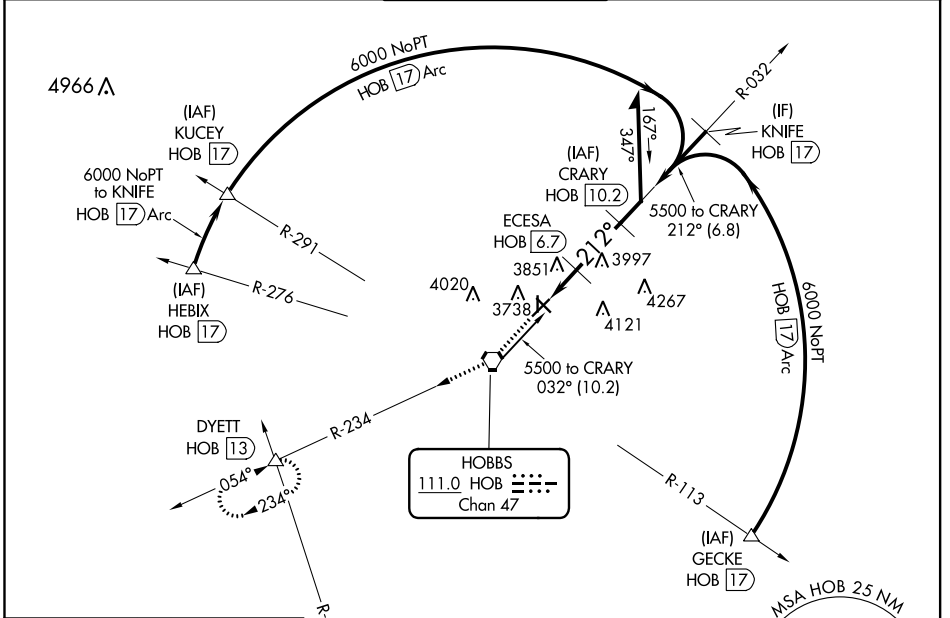 6000 NoPT
HOB 17 Arc
4966
(IAF)
KUCEY
HOB 17
6000 NoPT
to KNIFE
HOB 17 Arc
(IAF)
HEBIX
HOB 17
R-291
R-276
R-032
(IF)
KNIFE
HOB 17
167°
347°
(IAF)
CRARY
HOB 10.2
5500 to CRARY
212° (6.8)
ECESA
HOB 6.7
212°
3851
3997
4020
3738
4267
4121
6000 NoPT
HOB 17 Arc
5500 to CRARY
032° (10.2)
DYETT
HOB 13
R-234
054°
234°
HOBBS
111.0 HOB
Chan 47
R-113
(IAF)
GECKE
HOB 17
R-
MSA HOB 25 NM